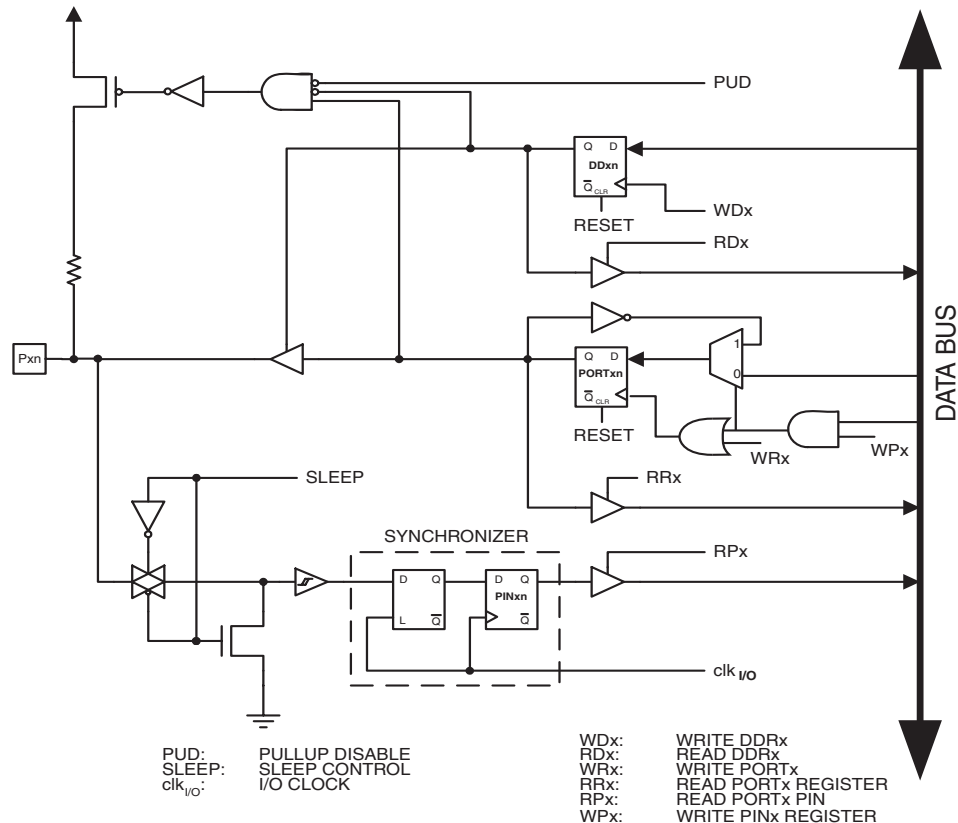 PUD
Q D
DDxn
Q CLR
WDx
RESET
RDx
Pxn
1
Q D
PORTxn
0
Q CLR
RESET
WRx
WPx
DATA BUS
SLEEP
RRx
SYNCHRONIZER
RPx
D Q
D Q
PINxn
L Q
Q
clk I/O
PUD: PULLUP DISABLE
SLEEP: SLEEP CONTROL
clkI/O: I/O CLOCK
WDx: WRITE DDRx
RDx: READ DDRx
WRx: WRITE PORTx
RRx: READ PORTx REGISTER
RPx: READ PORTx PIN
WPx: WRITE PINx REGISTER